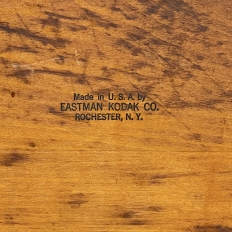 Made in U. S. A. by
EASTMAN KODAK CO.
ROCHESTER, N. Y.